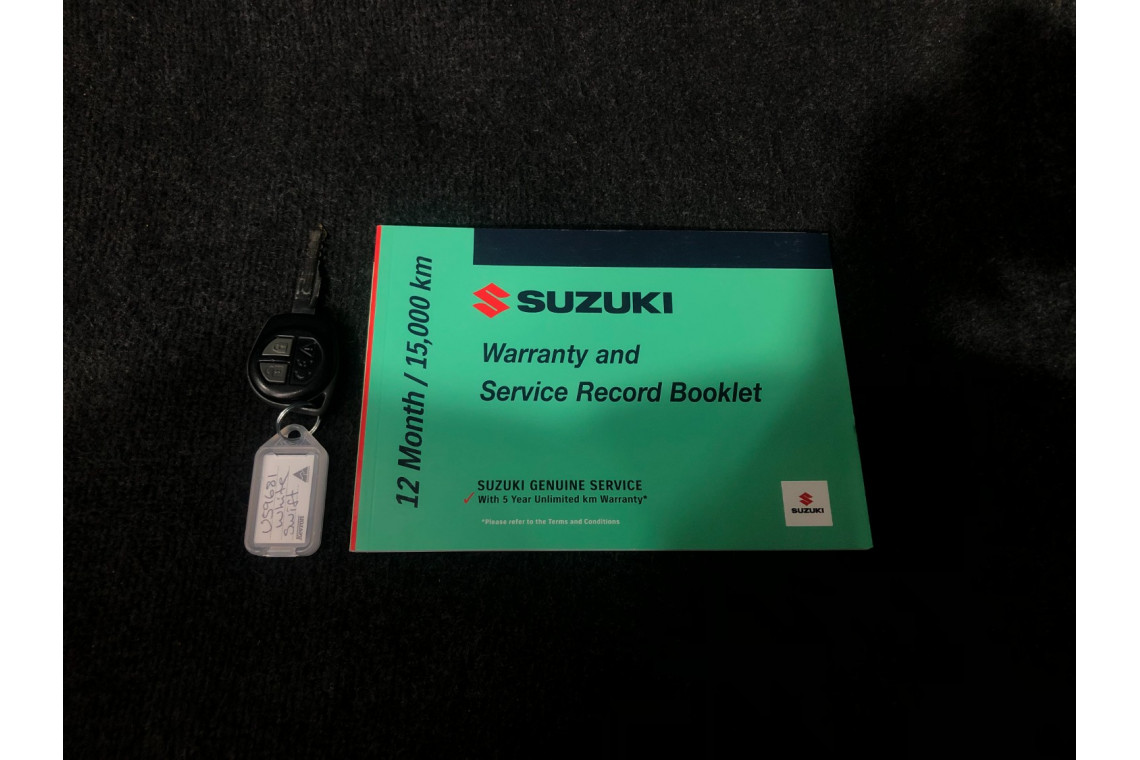 12 Month / 15,000 km
SUZUKI
Warranty and
Service Record Booklet
SUZUKI GENUINE SERVICE
With 5 Year Unlimited km Warranty*
*Please refer to the Terms and Conditions
SUZUKI
US9681
White
Swift